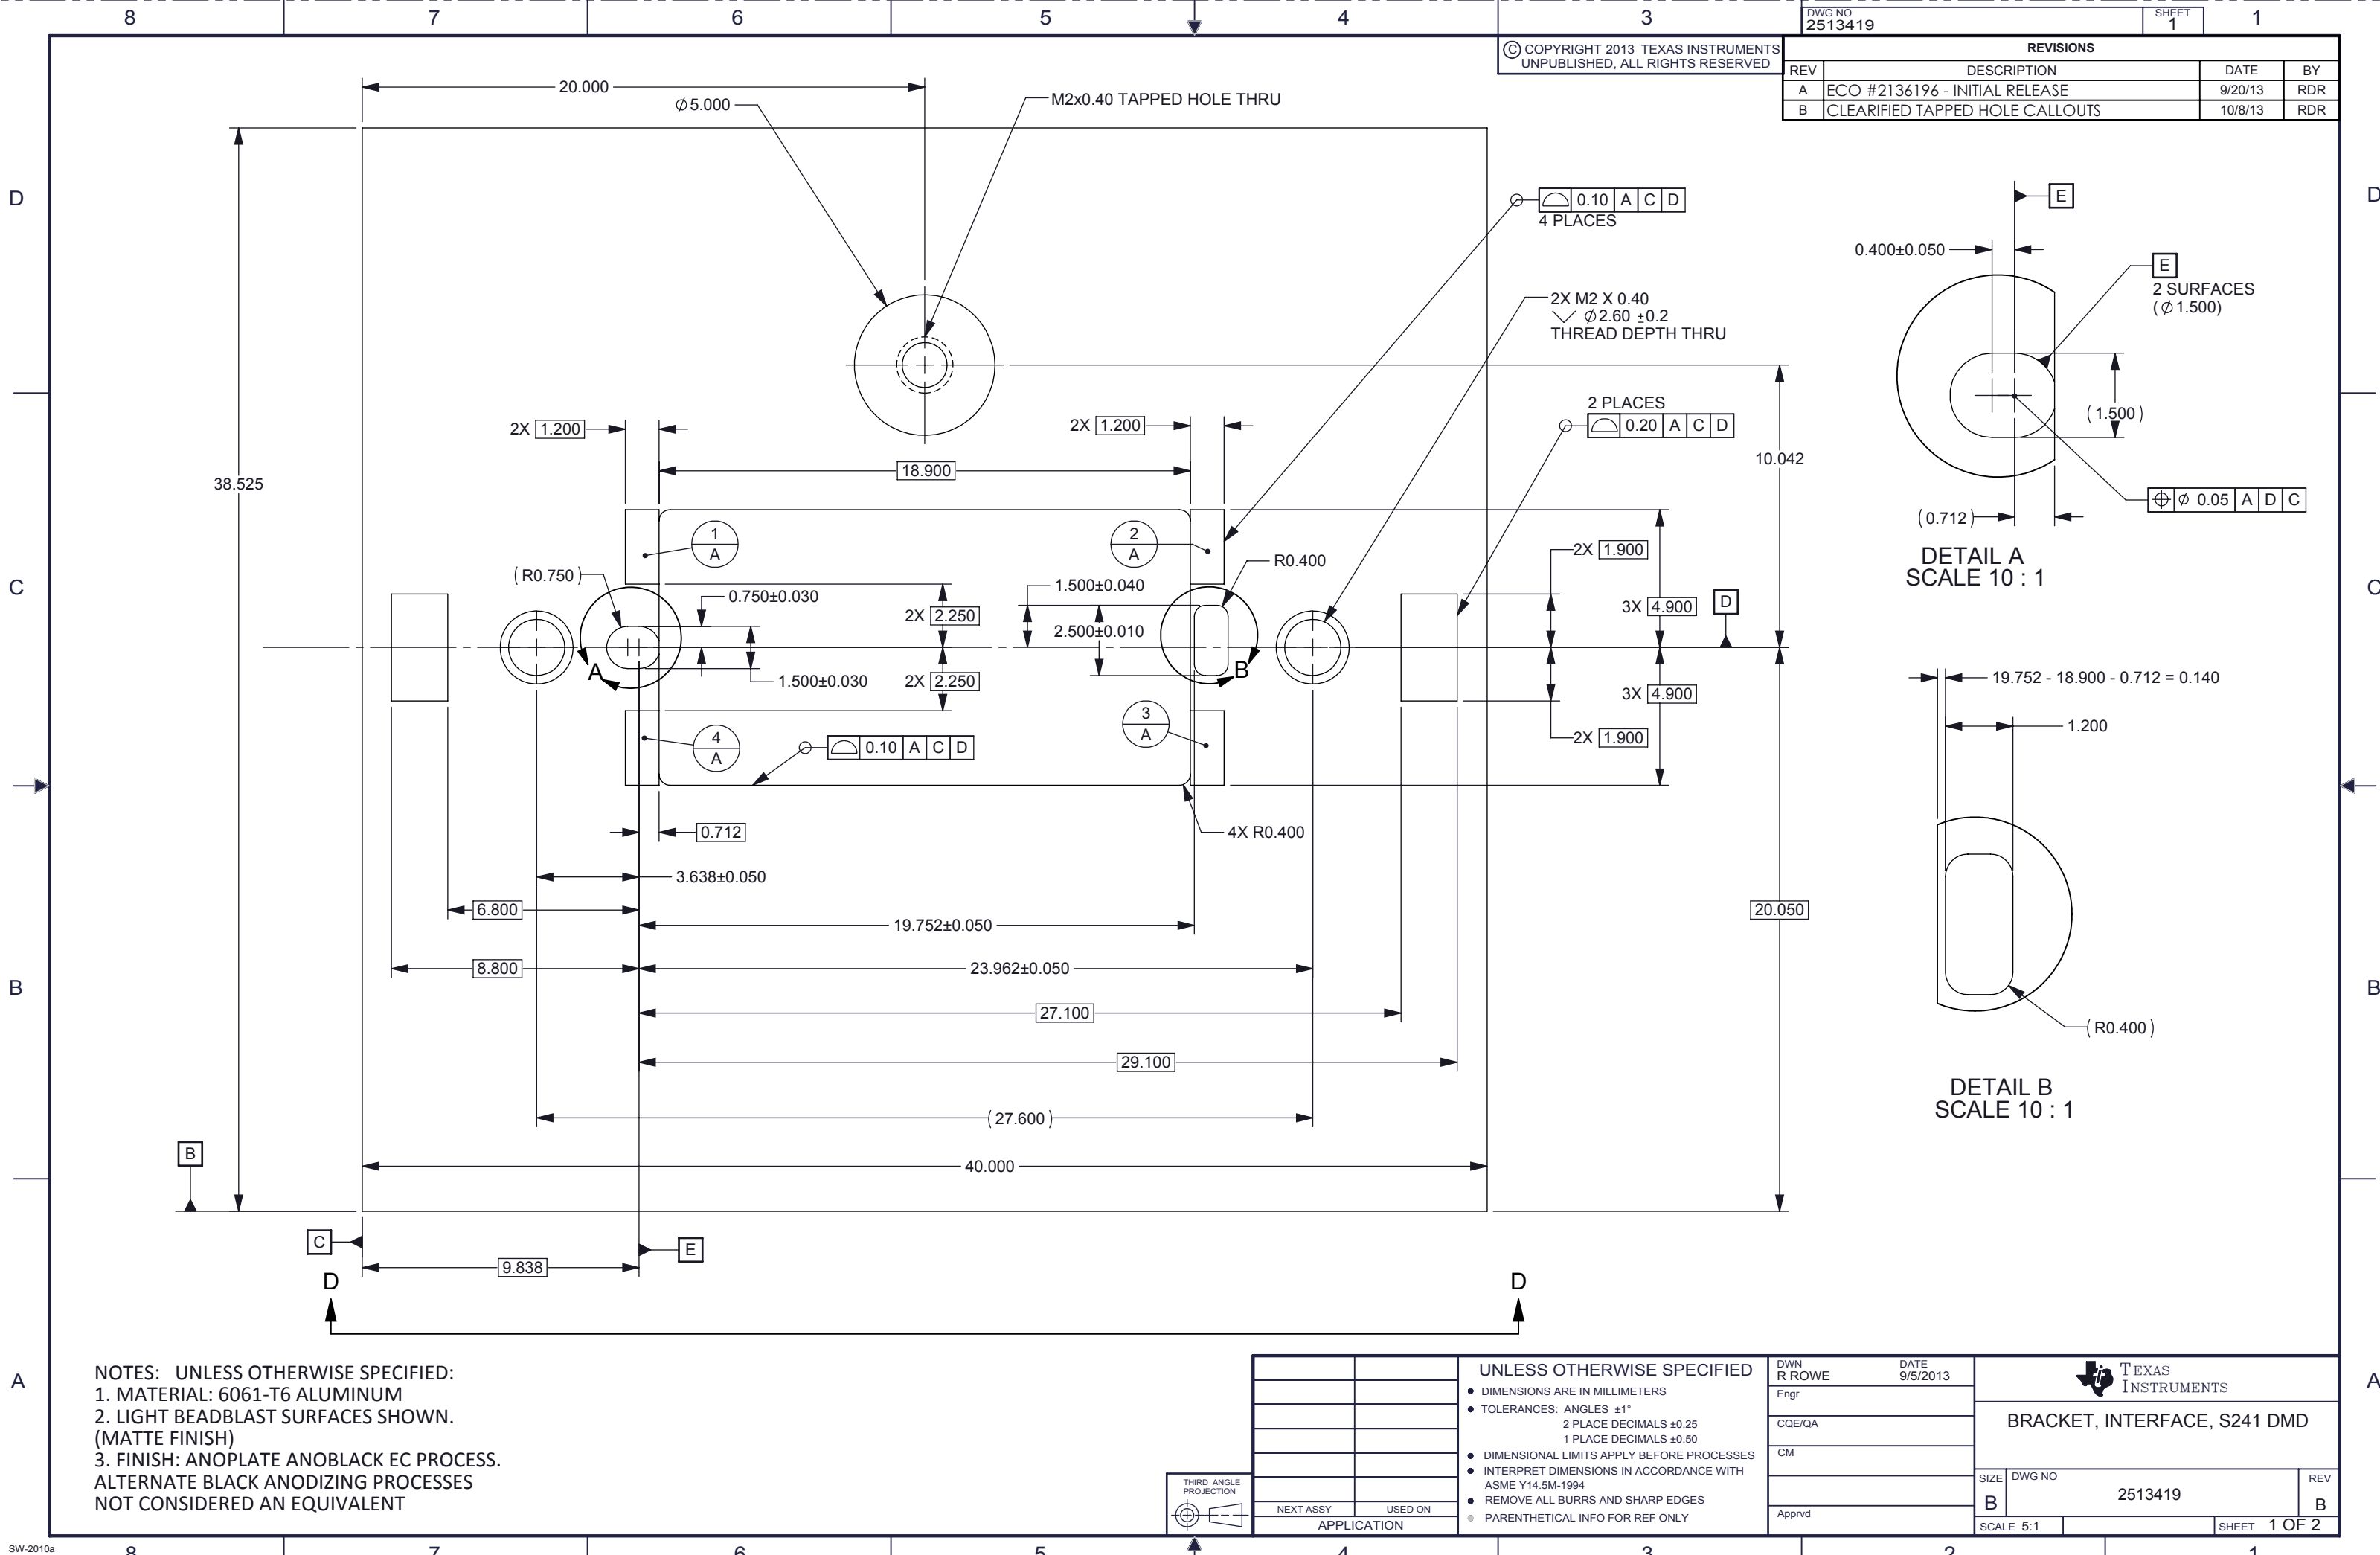 8 7 6 5 4 3
DWG NO
2513419
SHEET
1
1
© COPYRIGHT 2013 TEXAS INSTRUMENTS
UNPUBLISHED, ALL RIGHTS RESERVED
REVISIONS
REV DESCRIPTION DATE BY
A ECO #2136196 - INITIAL RELEASE 9/20/13 RDR
B CLEARIFIED TAPPED HOLE CALLOUTS 10/8/13 RDR
20.000
Ø5.000
M2x0.40 TAPPED HOLE THRU
D
D
0.10 A C D
4 PLACES
E
0.400±0.050
E
2 SURFACES
(Ø1.500)
2X M2 X 0.40
Ø2.60 ±0.2
THREAD DEPTH THRU
2 PLACES
0.20 A C D
2X 1.200
2X 1.200
18.900
10.042
(1.500)
38.525
⌖ Ø 0.05 A D C
(0.712)
DETAIL A
SCALE 10 : 1
1
A
2
A
R0.400
2X 1.900
(R0.750)
0.750±0.030
1.500±0.040
C
C
2X 2.250
3X 4.900
D
2.500±0.010
A
B
1.500±0.030
2X 2.250
3X 4.900
19.752 - 18.900 - 0.712 = 0.140
4
A
0.10 A C D
3
A
2X 1.900
1.200
0.712
4X R0.400
3.638±0.050
6.800
19.752±0.050
20.050
8.800
23.962±0.050
B
B
27.100
(R0.400)
29.100
DETAIL B
SCALE 10 : 1
(27.600)
B
40.000
C
E
9.838
D
D
A
A
NOTES: UNLESS OTHERWISE SPECIFIED:
1. MATERIAL: 6061-T6 ALUMINUM
2. LIGHT BEADBLAST SURFACES SHOWN.
(MATTE FINISH)
3. FINISH: ANOPLATE ANOBLACK EC PROCESS.
ALTERNATE BLACK ANODIZING PROCESSES
NOT CONSIDERED AN EQUIVALENT
THIRD ANGLE
PROJECTION
NEXT ASSY USED ON
APPLICATION
UNLESS OTHERWISE SPECIFIED
• DIMENSIONS ARE IN MILLIMETERS
• TOLERANCES: ANGLES ±1°
2 PLACE DECIMALS ±0.25
1 PLACE DECIMALS ±0.50
• DIMENSIONAL LIMITS APPLY BEFORE PROCESSES
• INTERPRET DIMENSIONS IN ACCORDANCE WITH
ASME Y14.5M-1994
• REMOVE ALL BURRS AND SHARP EDGES
• PARENTHETICAL INFO FOR REF ONLY
DWN DATE
R ROWE 9/5/2013
Engr
CQE/QA
CM
Apprvd
TEXAS
INSTRUMENTS
BRACKET, INTERFACE, S241 DMD
SIZE DWG NO REV
B 2513419 B
SCALE 5:1 SHEET 1 OF 2
SW-2010a
8 7 6 5 4 3 2 1